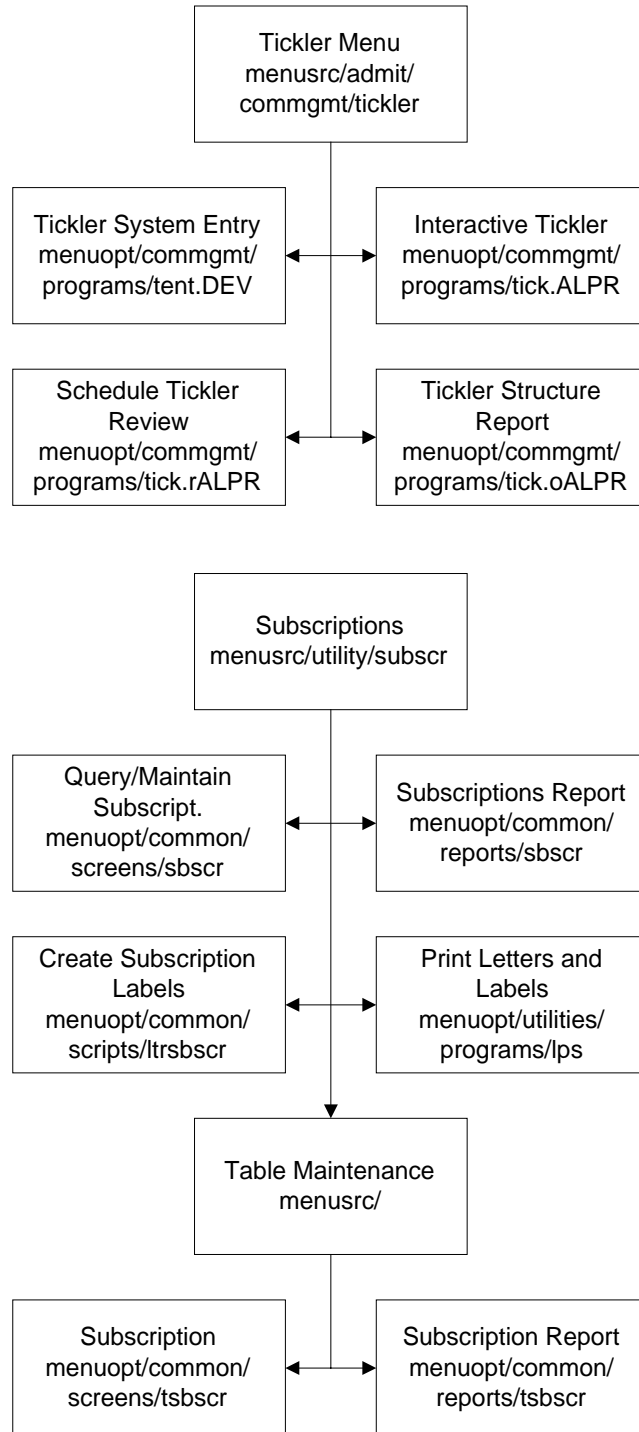 Tickler Menu
menusrc/admit/
commgmt/tickler
Tickler System Entry
menuopt/commgmt/
programs/tent.DEV
Interactive Tickler
menuopt/commgmt/
programs/tick.ALPR
Schedule Tickler
Review
menuopt/commgmt/
programs/tick.rALPR
Tickler Structure
Report
menuopt/commgmt/
programs/tick.oALPR
Subscriptions
menusrc/utility/subscr
Query/Maintain
Subscript.
menuopt/common/
screens/sbscr
Subscriptions Report
menuopt/common/
reports/sbscr
Create Subscription
Labels
menuopt/common/
scripts/ltrsbscr
Print Letters and
Labels
menuopt/utilities/
programs/lps
Table Maintenance
menusrc/
Subscription
menuopt/common/
screens/tsbscr
Subscription Report
menuopt/common/
reports/tsbscr